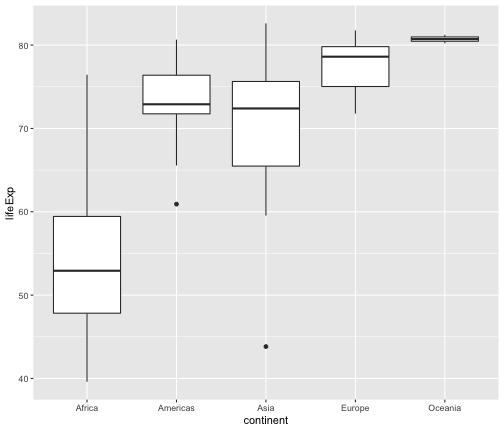 lifeExp
80
70
60
50
40
Africa
Americas
Asia
Europe
Oceania
continent